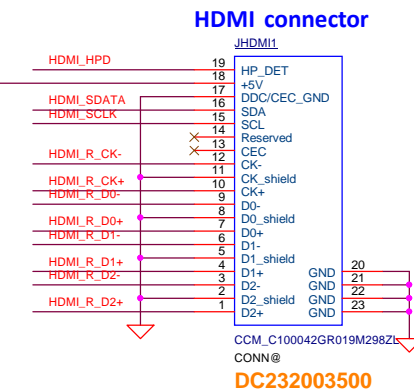 HDMI connector
JHDMI1
HDMI_HPD 19 HP_DET
18 +5V
17 DDC/CEC_GND
HDMI_SDATA 16 SDA
HDMI_SCLK 15 SCL
14 Reserved
13 CEC
HDMI_R_CK- 12 CK-
11 CK_shield
HDMI_R_CK+ 10 CK+
HDMI_R_D0- 9 D0-
8 D0_shield
HDMI_R_D0+ 7 D0+
HDMI_R_D1- 6 D1-
5 D1_shield
HDMI_R_D1+ 4 D1+ GND 20
HDMI_R_D2- 3 D2- GND 21
2 D2_shield GND 22
HDMI_R_D2+ 1 D2+ GND 23
CCM_C100042GR019M298ZL
CONN@
DC232003500